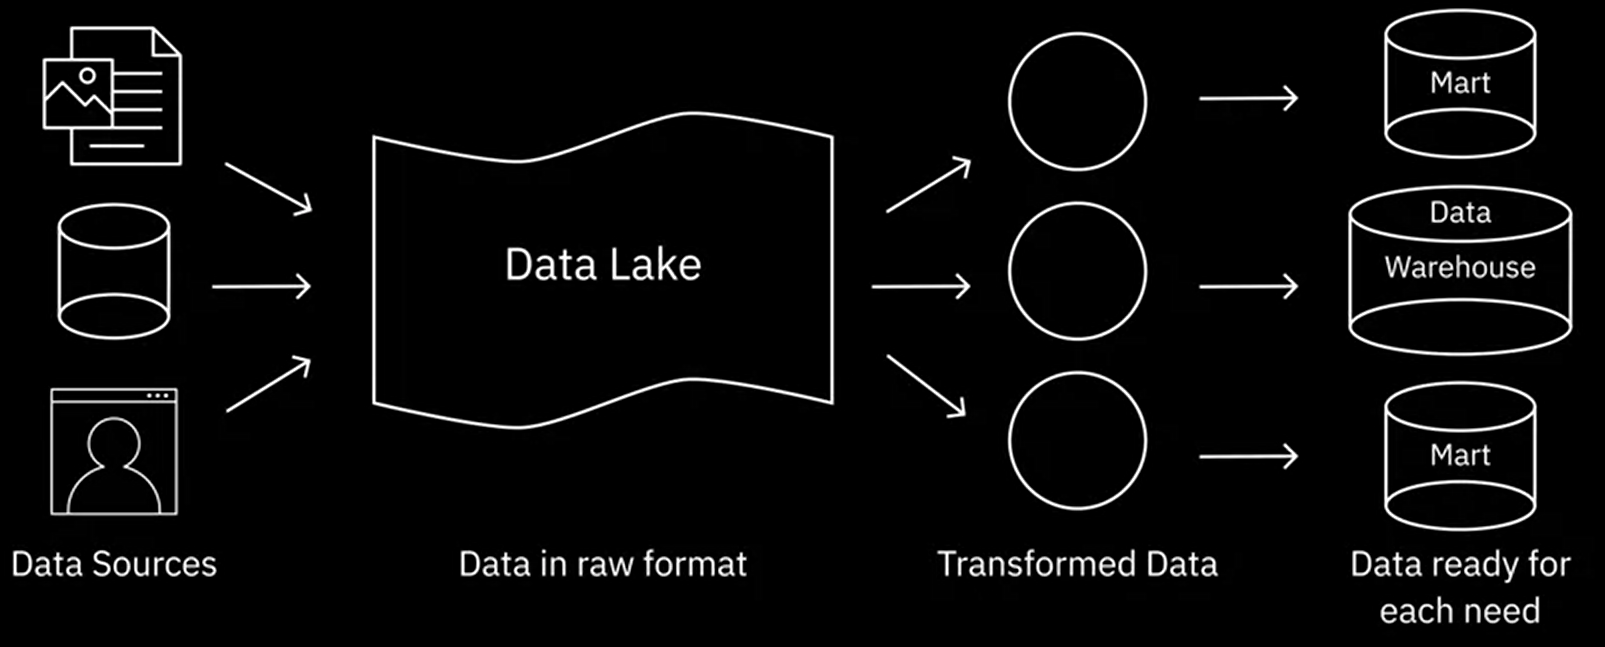 Mart
Data
Warehouse
Data Lake
Mart
Data Sources
Data in raw format
Transformed Data
Data ready for
each need